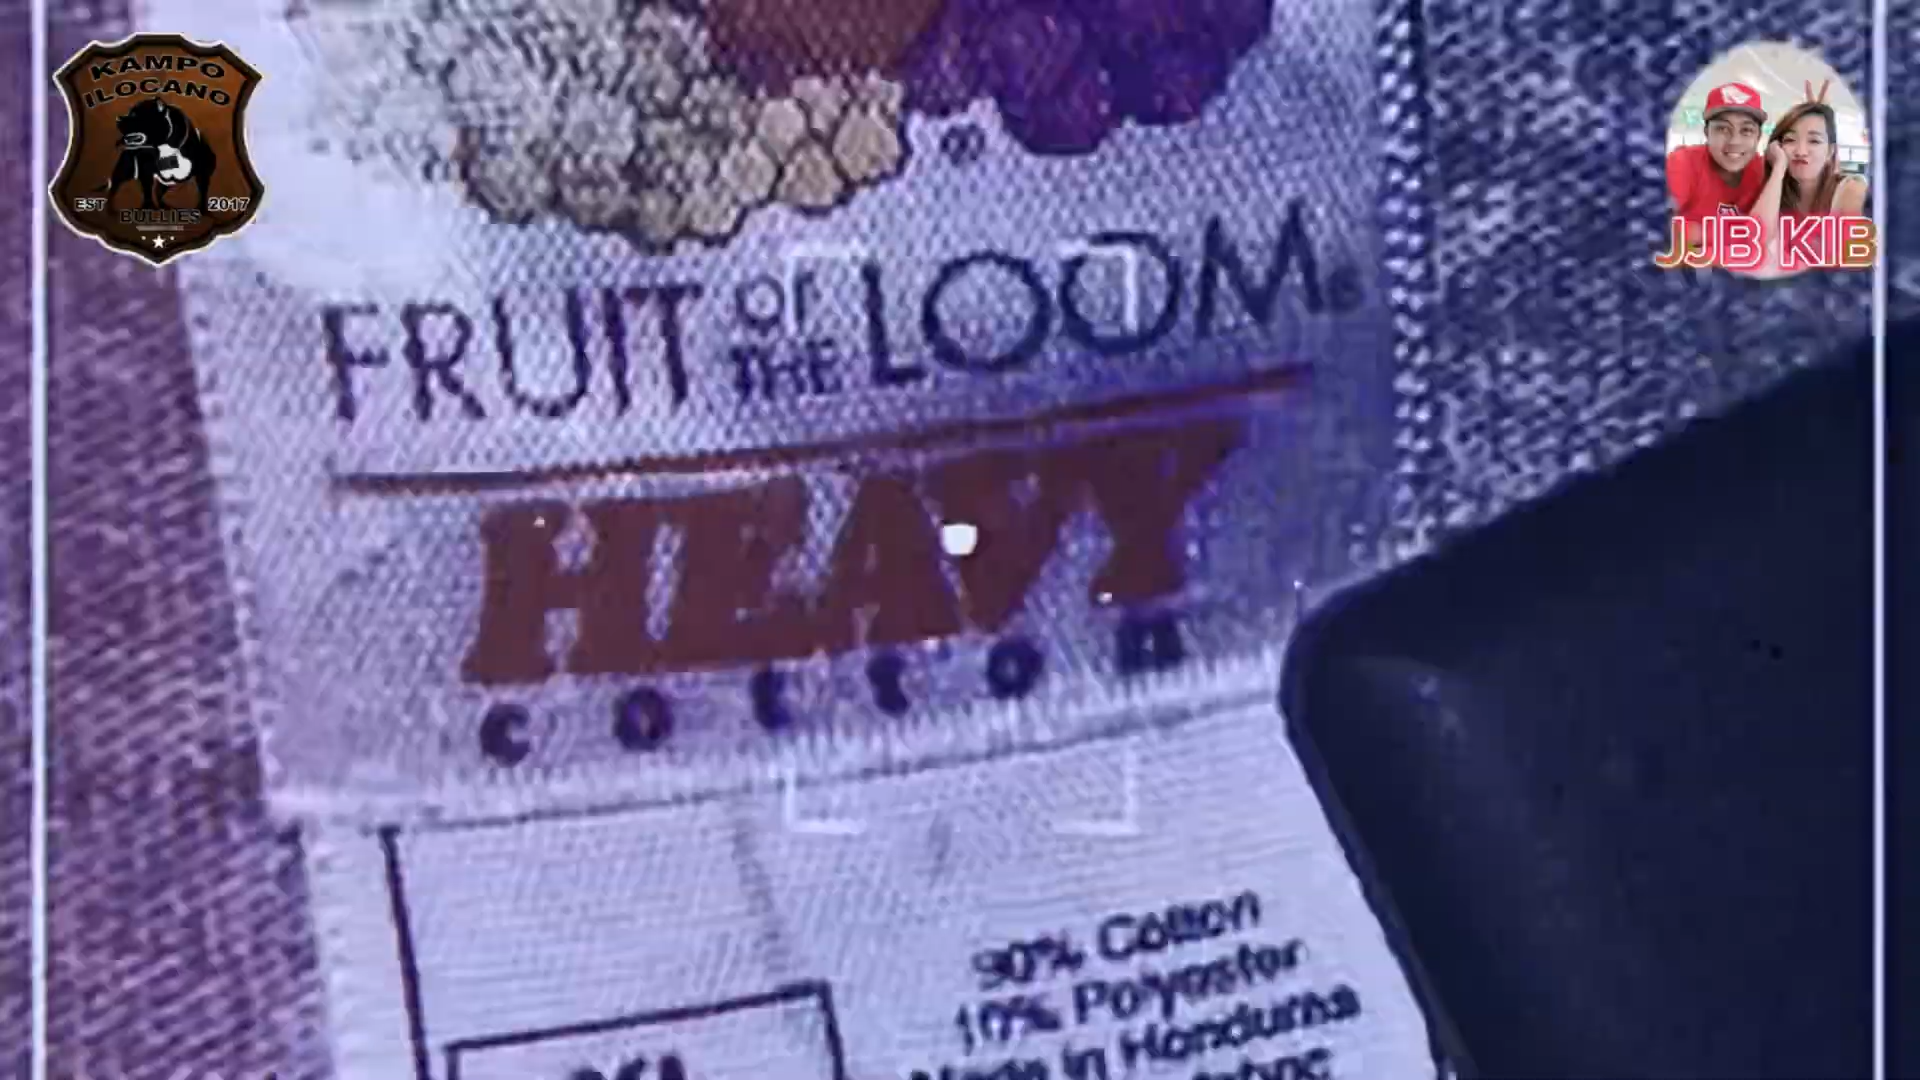 KAMPO
ILOCANO
EST 2017
BULLIES
JJB KIB
FRUIT OF THE LOOM®
HEAVY
COTTON
90% Cotton
10% Polyester
Made in Honduras